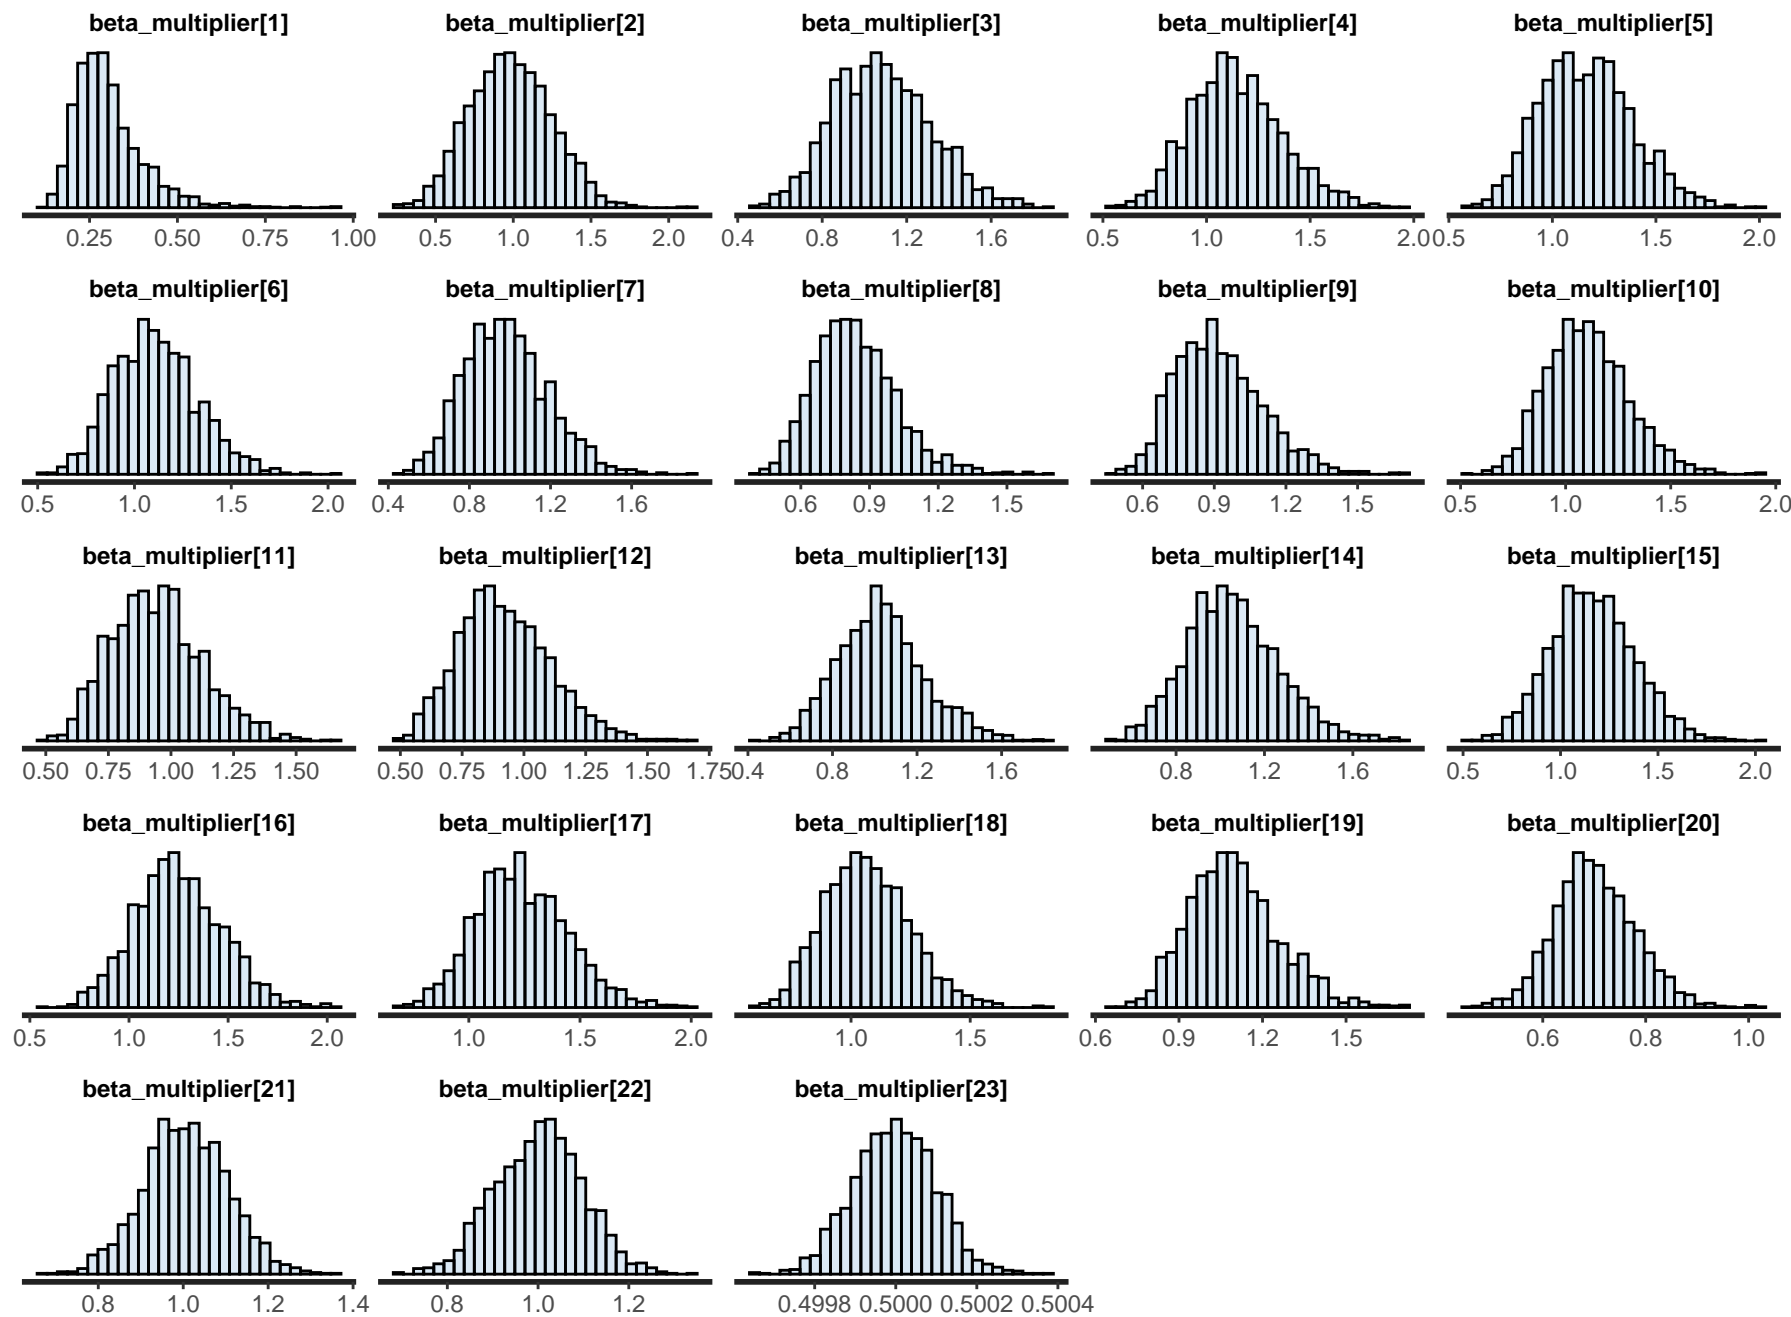 beta_multiplier[1] beta_multiplier[2] beta_multiplier[3] beta_multiplier[4] beta_multiplier[5]
0.25 0.50 0.75 1.00 0.5 1.0 1.5 2.0 0.4 0.8 1.2 1.6 0.5 1.0 1.5 2.0 0.5 1.0 1.5 2.0
beta_multiplier[6] beta_multiplier[7] beta_multiplier[8] beta_multiplier[9] beta_multiplier[10]
0.5 1.0 1.5 2.0 0.4 0.8 1.2 1.6 0.6 0.9 1.2 1.5 0.6 0.9 1.2 1.5 0.5 1.0 1.5 2.0
beta_multiplier[11] beta_multiplier[12] beta_multiplier[13] beta_multiplier[14] beta_multiplier[15]
0.50 0.75 1.00 1.25 1.50 0.50 0.75 1.00 1.25 1.50 1.75 0.4 0.8 1.2 1.6 0.8 1.2 1.6 0.5 1.0 1.5 2.0
beta_multiplier[16] beta_multiplier[17] beta_multiplier[18] beta_multiplier[19] beta_multiplier[20]
0.5 1.0 1.5 2.0 1.0 1.5 2.0 1.0 1.5 0.6 0.9 1.2 1.5 0.6 0.8 1.0
beta_multiplier[21] beta_multiplier[22] beta_multiplier[23]
0.8 1.0 1.2 1.4 0.8 1.0 1.2 0.4998 0.5000 0.5002 0.5004